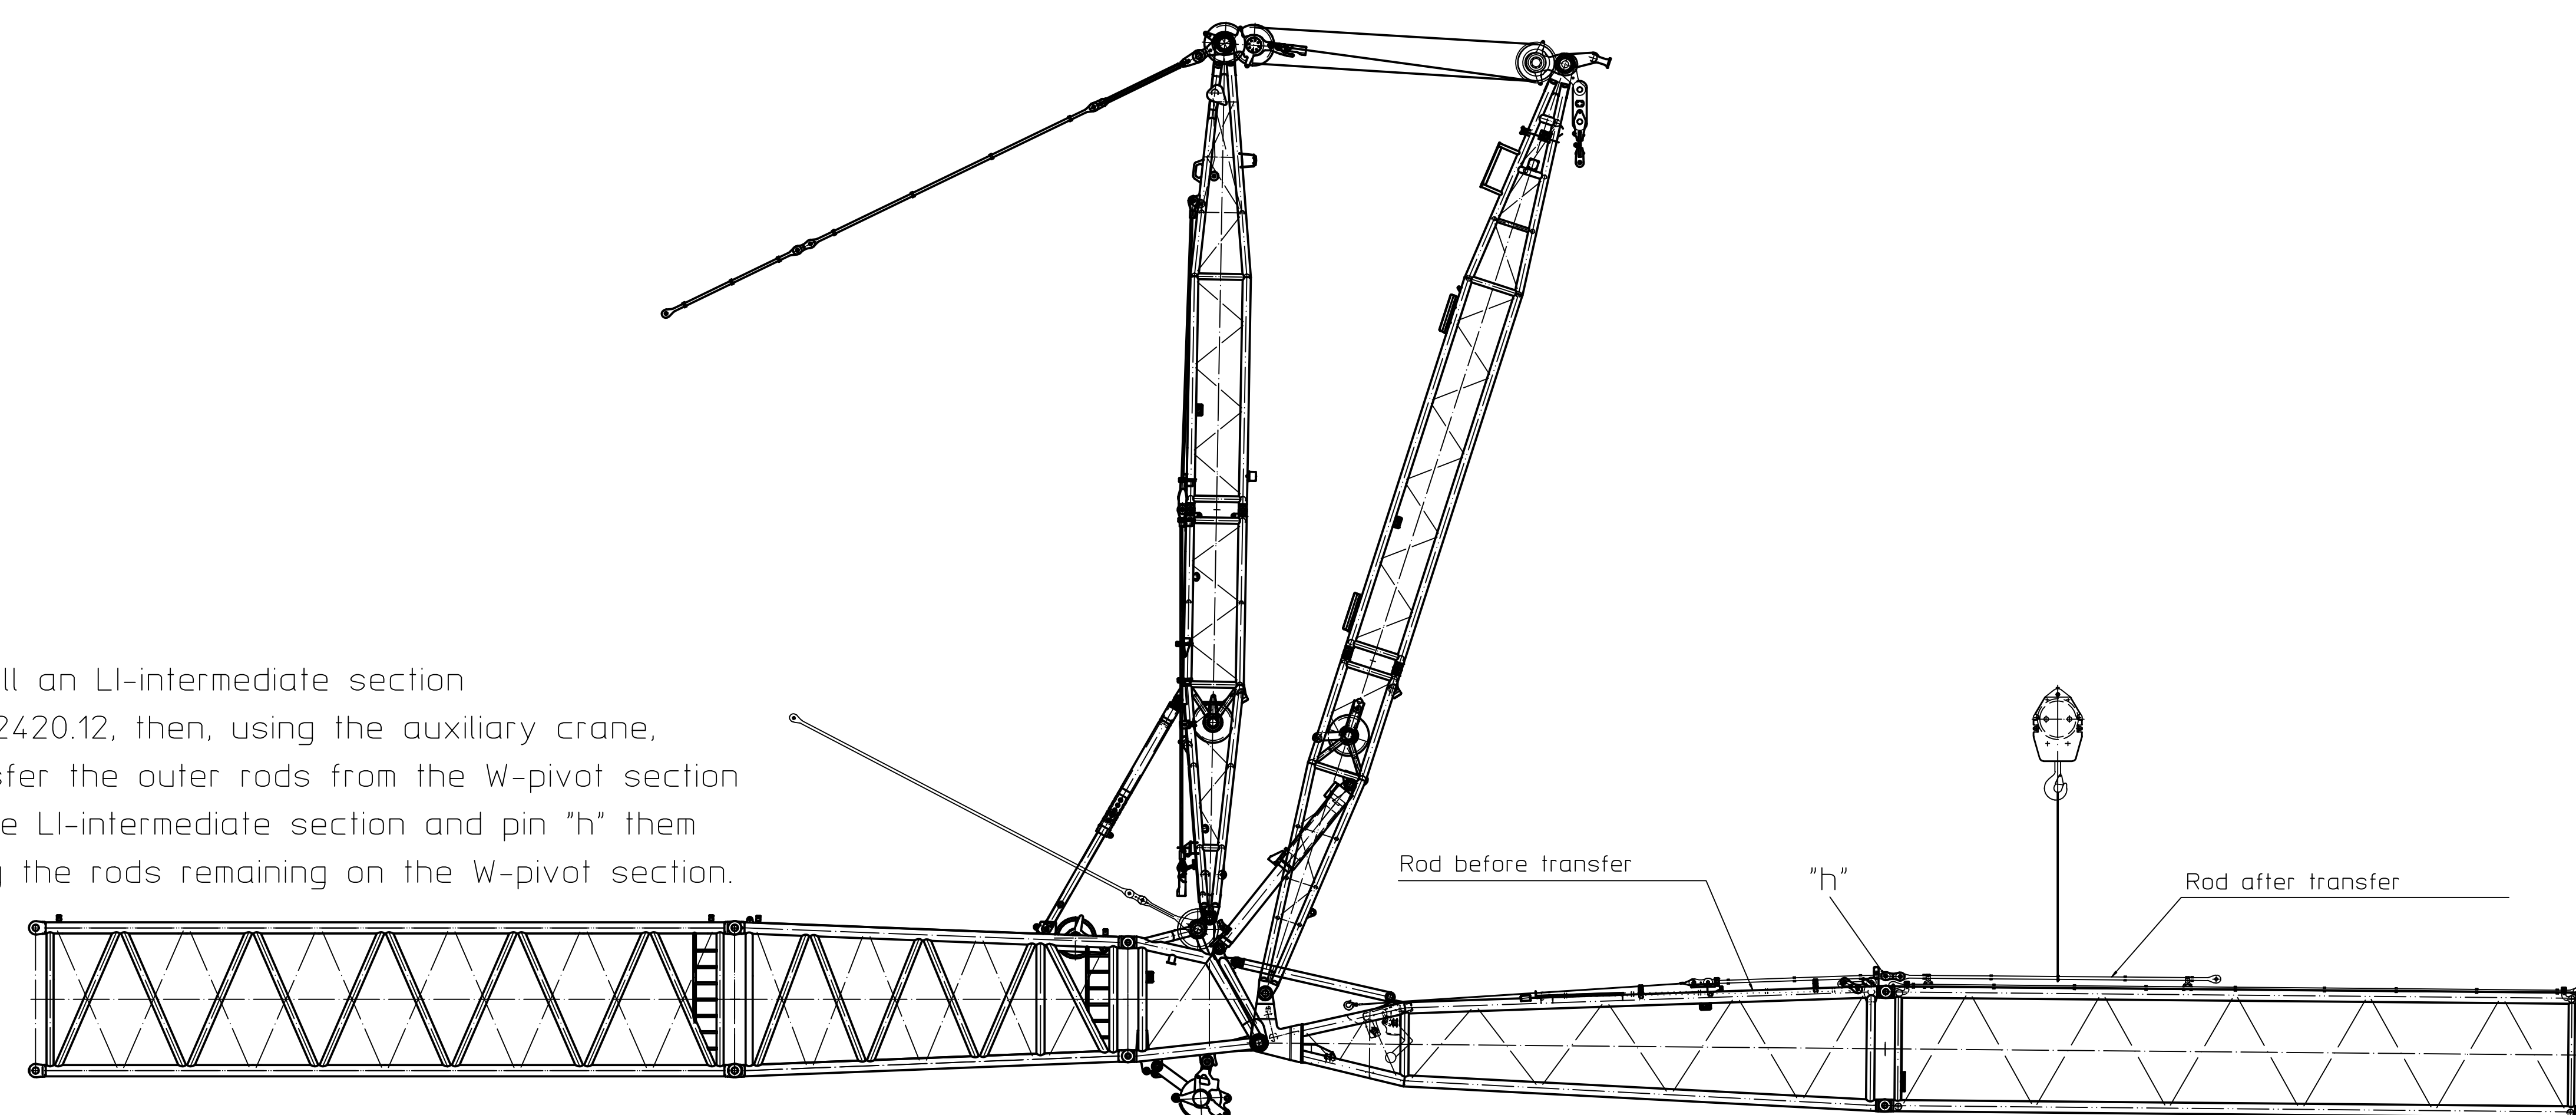 ll an LI-intermediate section
2420.12, then, using the auxiliary crane,
sfer the outer rods from the W-pivot section
e LI-intermediate section and pin "h" them
g the rods remaining on the W-pivot section.
Rod before transfer
"h"
Rod after transfer